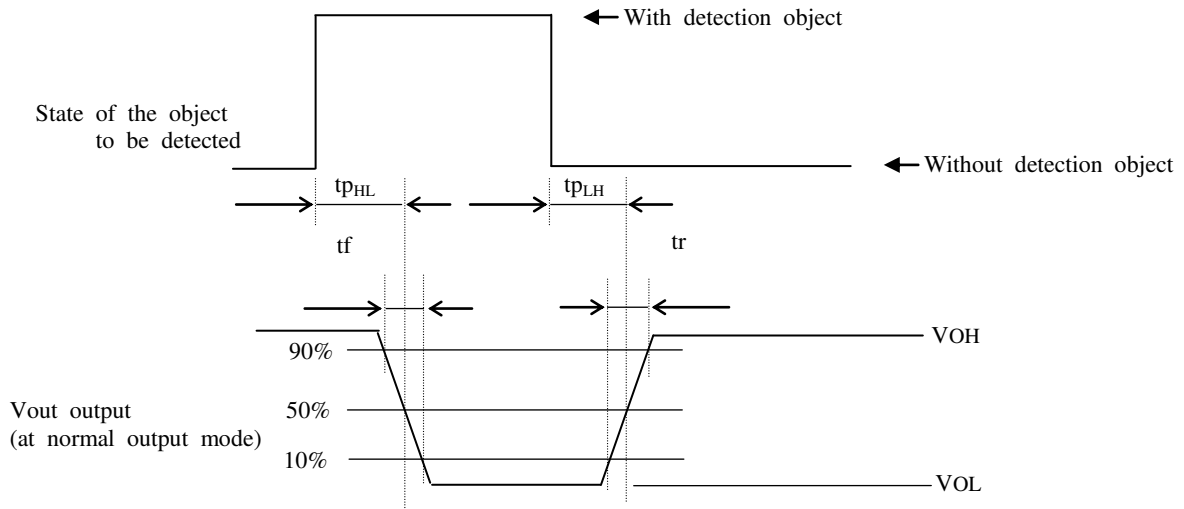 With detection object
State of the object
to be detected
Without detection object
tpHL
tpLH
tf
tr
VOH
90%
Vout output
(at normal output mode)
50%
10%
VOL